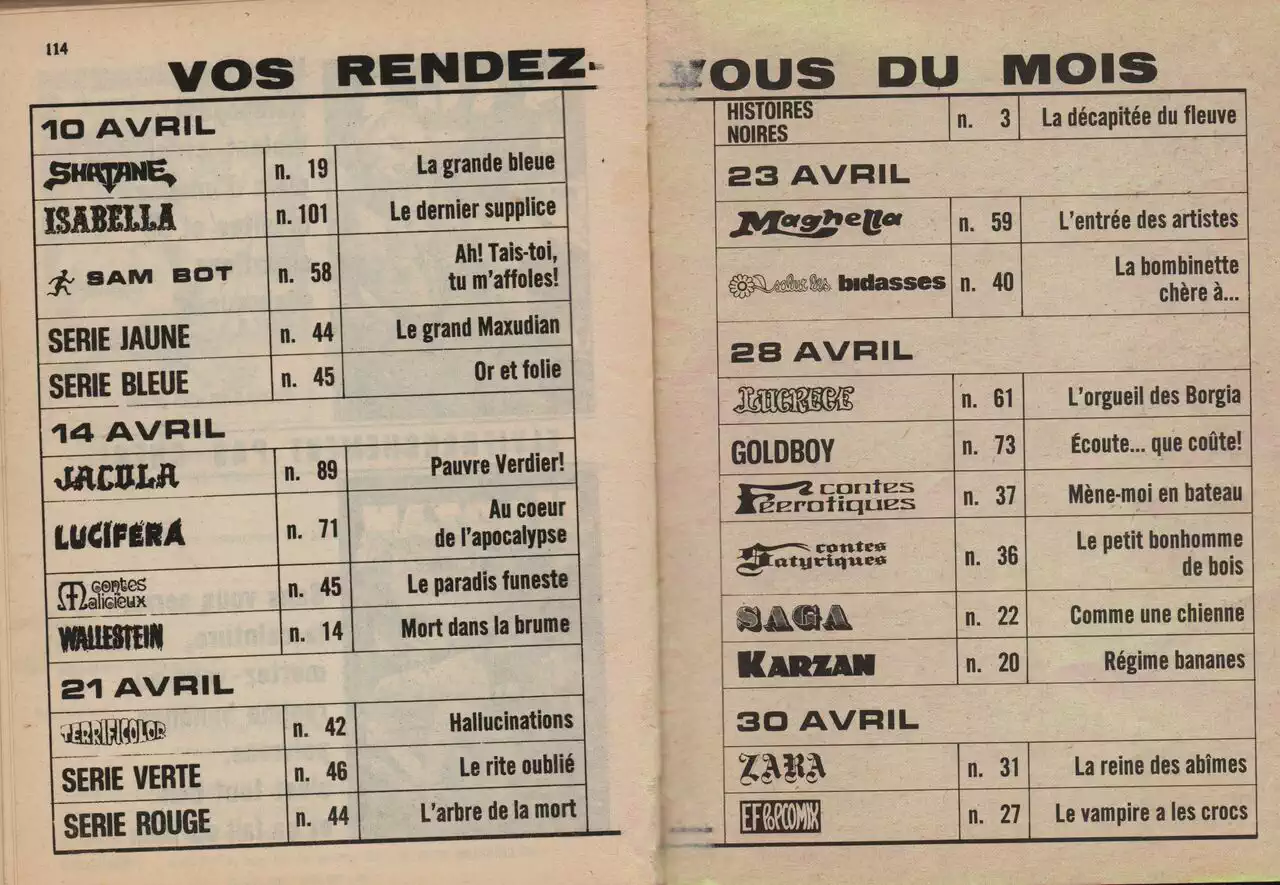 114
VOS RENDEZ-VOUS DU MOIS
10 AVRIL
SHATANE n. 19 La grande bleue
ISABELLA n. 101 Le dernier supplice
SAM BOT n. 58 Ah! Tais-toi,
tu m'affoles!
SERIE JAUNE n. 44 Le grand Maxudian
SERIE BLEUE n. 45 Or et folie
14 AVRIL
JACULA n. 89 Pauvre Verdier!
LUCIFERA n. 71 Au coeur
de l'apocalypse
contes
Malicieux n. 45 Le paradis funeste
WALLESTEIN n. 14 Mort dans la brume
21 AVRIL
TERRIFICOLOR n. 42 Hallucinations
SERIE VERTE n. 46 Le rite oublié
SERIE ROUGE n. 44 L'arbre de la mort
HISTOIRES
NOIRES n. 3 La décapitée du fleuve
23 AVRIL
Maghella n. 59 L'entrée des artistes
salut les bidasses n. 40 La bombinette
chère à...
28 AVRIL
LUCRECE n. 61 L'orgueil des Borgia
GOLDBOY n. 73 Écoute... que coûte!
contes
Féerotiques n. 37 Mène-moi en bateau
contes
Satyriques n. 36 Le petit bonhomme
de bois
SAGA n. 22 Comme une chienne
KARZAN n. 20 Régime bananes
30 AVRIL
ZARA n. 31 La reine des abîmes
EF POPCOMIX n. 27 Le vampire a les crocs